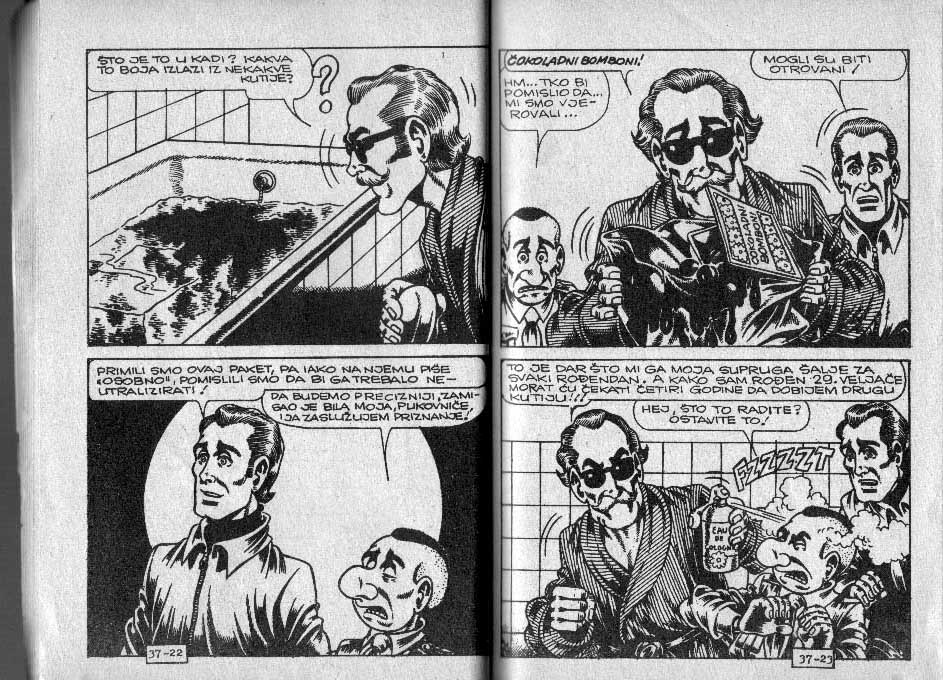 ŠTO JE TO U KADI? KAKVA
TO BOJA IZLAZI IZ NEKAKVE
KUTIJE?
?
PRIMILI SMO OVAJ PAKET, PA IAKO NA NJEMU PIŠE
«OSOBNO», POMISLILI SMO DA BI GA TREBALO NE-
UTRALIZIRATI!
DA BUDEMO PRECIZNIJI, ZAMI-
SAO JE BILA MOJA, PUKOVNIČE,
I JA ZASLUŽUJEM PRIZNANJE!
37-22
ČOKOLADNI BOMBONI!
HM...TKO BI
POMISLIO DA...
MI SMO VJE-
ROVALI...
MOGLI SU BITI
OTROVANI!
ČOKOLADNI
BOMBONI
TO JE DAR ŠTO MI GA MOJA SUPRUGA ŠALJE ZA
SVAKI ROĐENDAN. A KAKO SAM ROĐEN 29. VELJAČE
MORAT ĆU ČEKATI ČETIRI GODINE DA DOBIJEM DRUGU
KUTIJU!!!
HEJ, ŠTO TO RADITE?
OSTAVITE TO!
FZZZZT
EAU
DE
COLOGNE
37-23